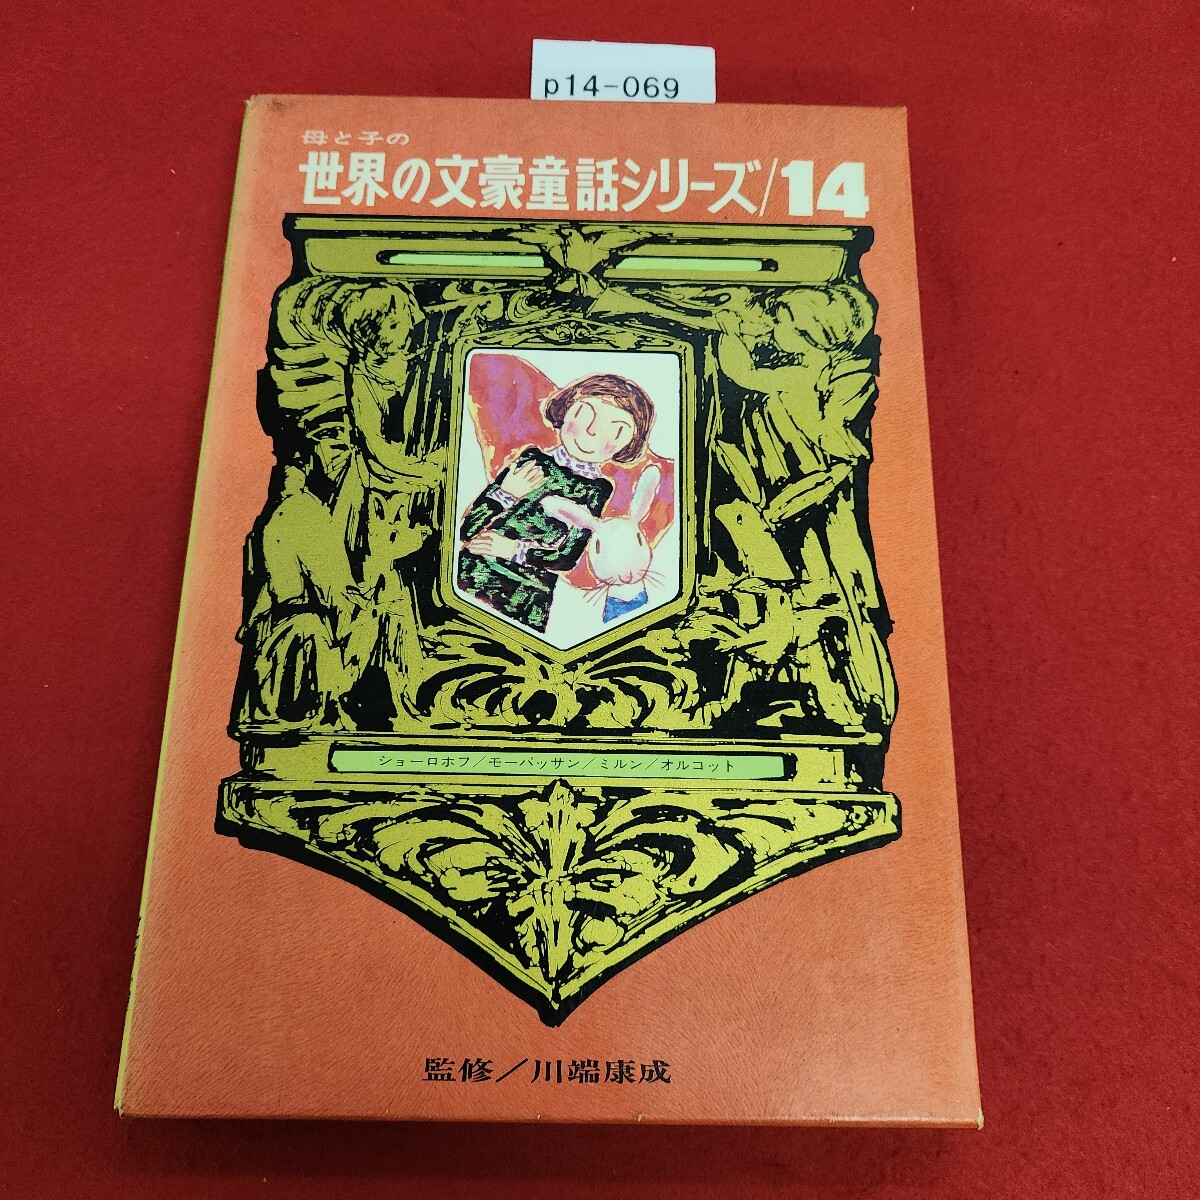 p14-069
母と子の
世界の文豪童話シリーズ/14
ショーロホフ/モーパッサン/ミルン/オルコット
監修/川端康成